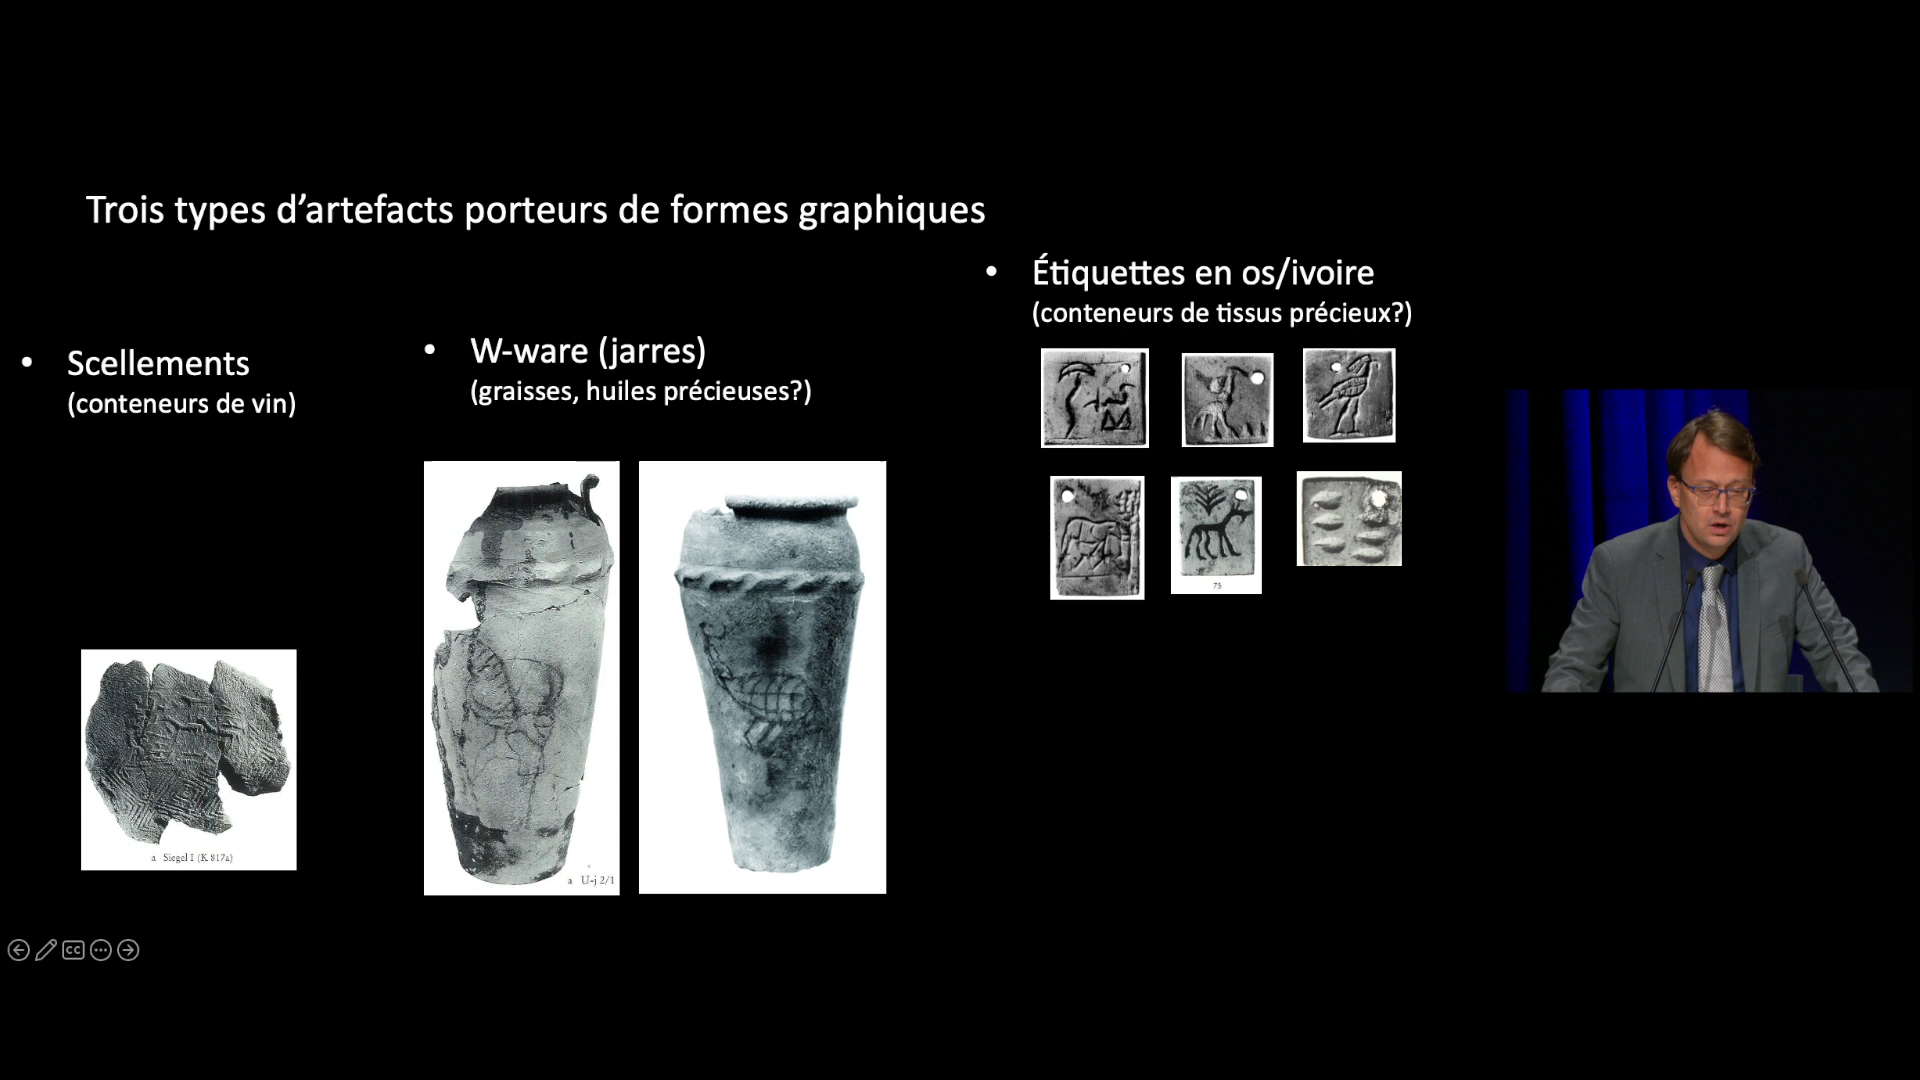 Trois types d’artefacts porteurs de formes graphiques
• Scellements
(conteneurs de vin)
a Siegel I (K 817a)
• W-ware (jarres)
(graisses, huiles précieuses?)
a U-j 2/1
• Étiquettes en os/ivoire
(conteneurs de tissus précieux?)
75
CC